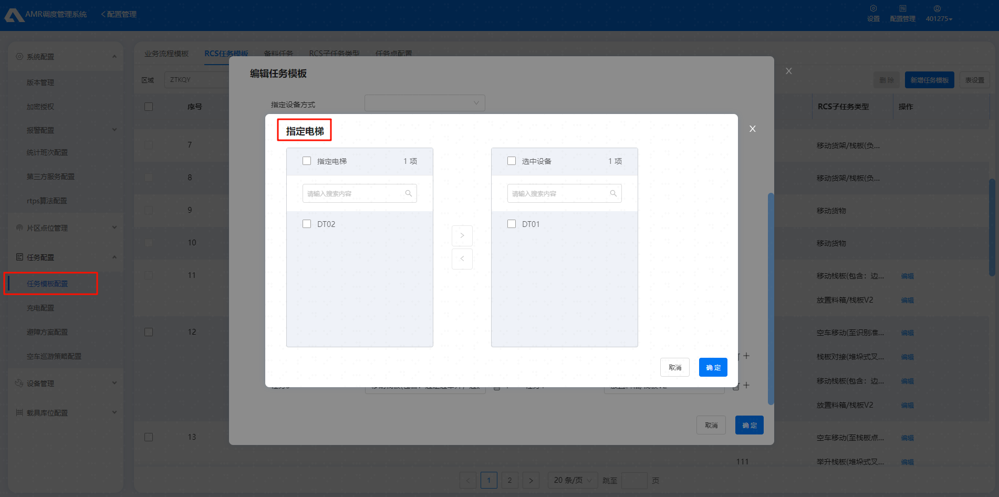 AMR调度管理系统
配置管理
设置
配置管理
401275
系统配置
版本管理
加密授权
报警配置
统计班次配置
第三方服务配置
rtps算法配置
片区点位管理
任务配置
任务模板配置
充电配置
避障方案配置
空车巡游策略配置
设备管理
载具库位配置
业务流程模板
RCS任务模板
备料任务
RCS子任务类型
任务点配置
区域
ZTKQY
删 除
新增任务模板
表设置
序号
RCS子任务类型
操作
7
移动货架/栈板(负...
8
移动货架/栈板(负...
9
移动货物
10
移动货物
11
移动栈板(包含：边...
编辑
放置料箱/栈板V2
编辑
12
空车移动(至识别准...
编辑
栈板对接(堆垛式叉...
编辑
移动栈板(包含：边...
编辑
放置料箱/栈板V2
编辑
13
空车移动(至栈板点...
编辑
111
举升栈板(堆垛式叉...
编辑
1
2
20 条/页
跳至
页
编辑任务模板
X
指定设备方式
取消
确 定
指定电梯
X
指定电梯
1 项
请输入搜索内容
DT02
选中设备
1 项
请输入搜索内容
DT01
取消
确 定